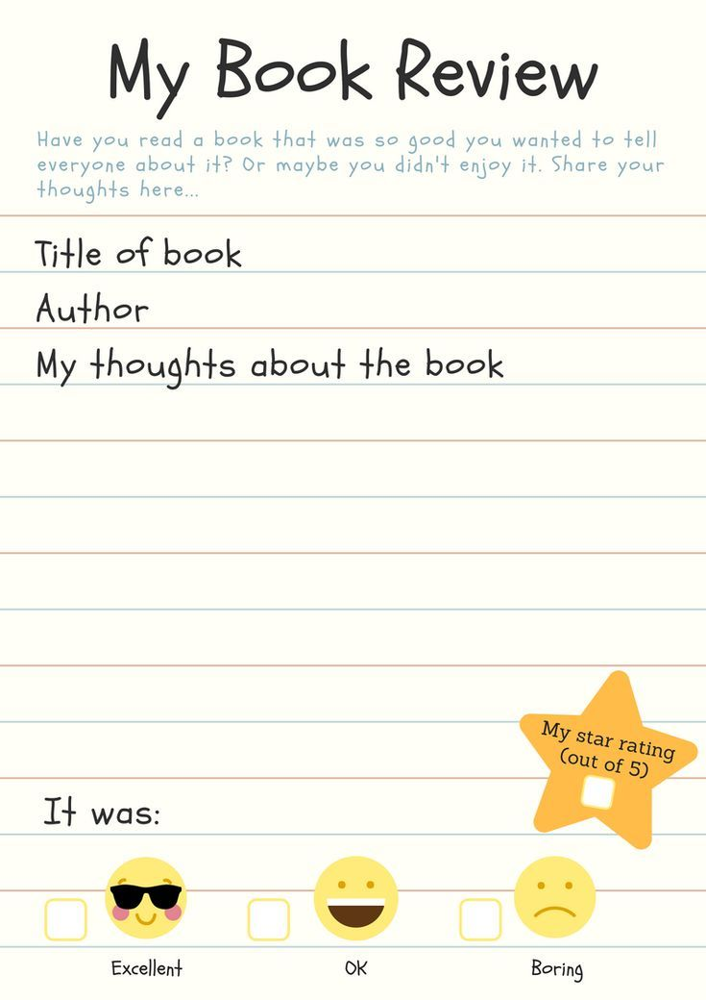 My Book Review
Have you read a book that was so good you wanted to tell
everyone about it? Or maybe you didn't enjoy it. Share your
thoughts here...
Title of book
Author
My thoughts about the book
My star rating
(out of 5)
It was:
Excellent
OK
Boring